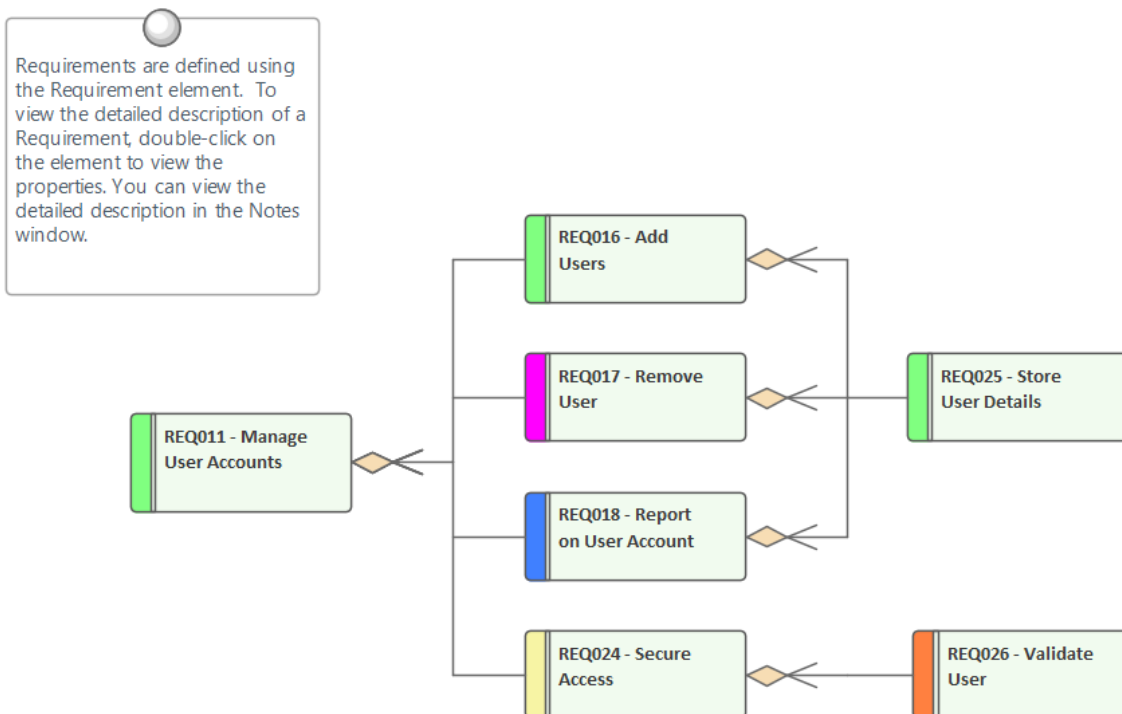 Requirements are defined using
the Requirement element.  To
view the detailed description of a
Requirement, double-click on
the element to view the
properties. You can view the
detailed description in the Notes
window.
REQ016 - Add
Users
REQ017 - Remove
User
REQ025 - Store
User Details
REQ011 - Manage
User Accounts
REQ018 - Report
on User Account
REQ024 - Secure
Access
REQ026 - Validate
User